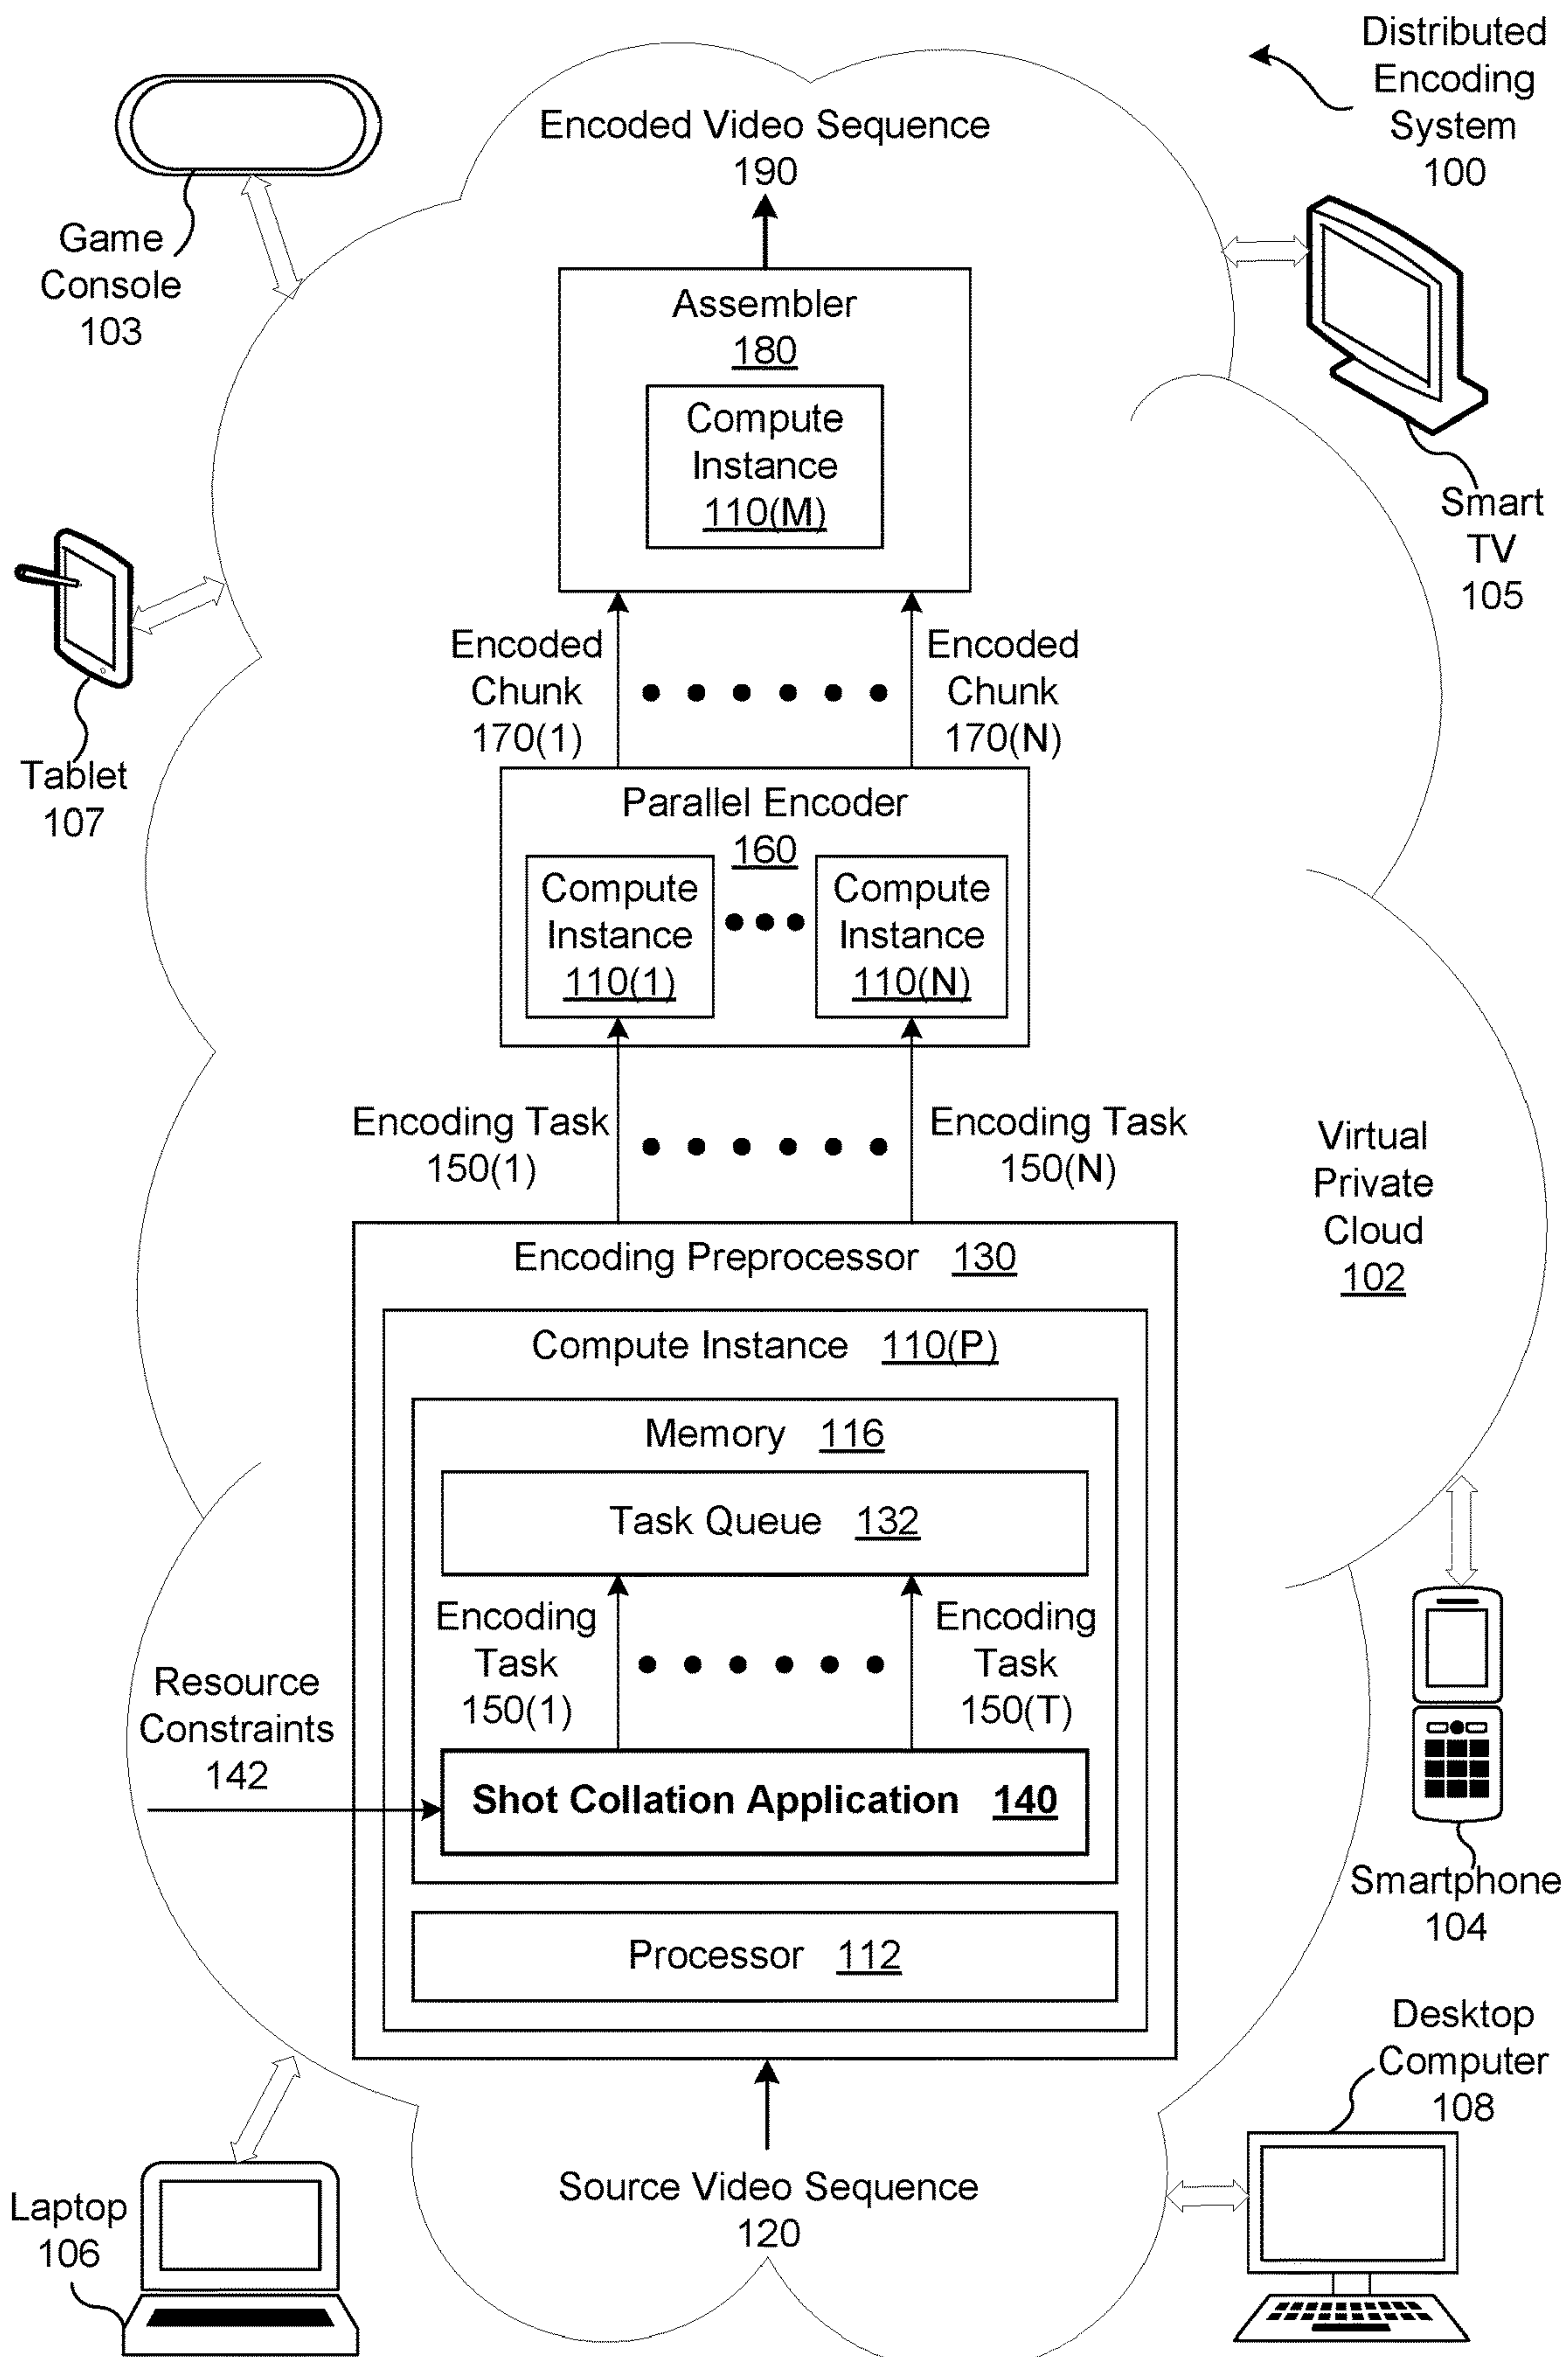 Distributed
Encoding
System
100
Encoded Video Sequence
190
Game
Console
103
Assembler
180
Compute
Instance
110(M)
Smart
TV
105
Tablet
107
Encoded
Chunk
170(1)
Encoded
Chunk
170(N)
Parallel Encoder
160
Compute
Instance
110(1)
Compute
Instance
110(N)
Encoding Task
150(1)
Encoding Task
150(N)
Virtual
Private
Cloud
102
Encoding Preprocessor 130
Compute Instance 110(P)
Memory 116
Task Queue 132
Encoding
Task
150(1)
Encoding
Task
150(T)
Resource
Constraints
142
Shot Collation Application 140
Smartphone
104
Processor 112
Desktop
Computer
108
Source Video Sequence
120
Laptop
106